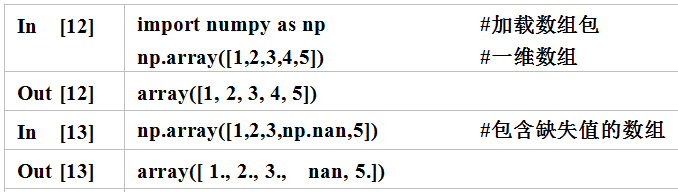 In [12] import numpy as np #加载数组包
np.array([1,2,3,4,5]) #一维数组
Out [12] array([1, 2, 3, 4, 5])
In [13] np.array([1,2,3,np.nan,5]) #包含缺失值的数组
Out [13] array([ 1., 2., 3., nan, 5.])